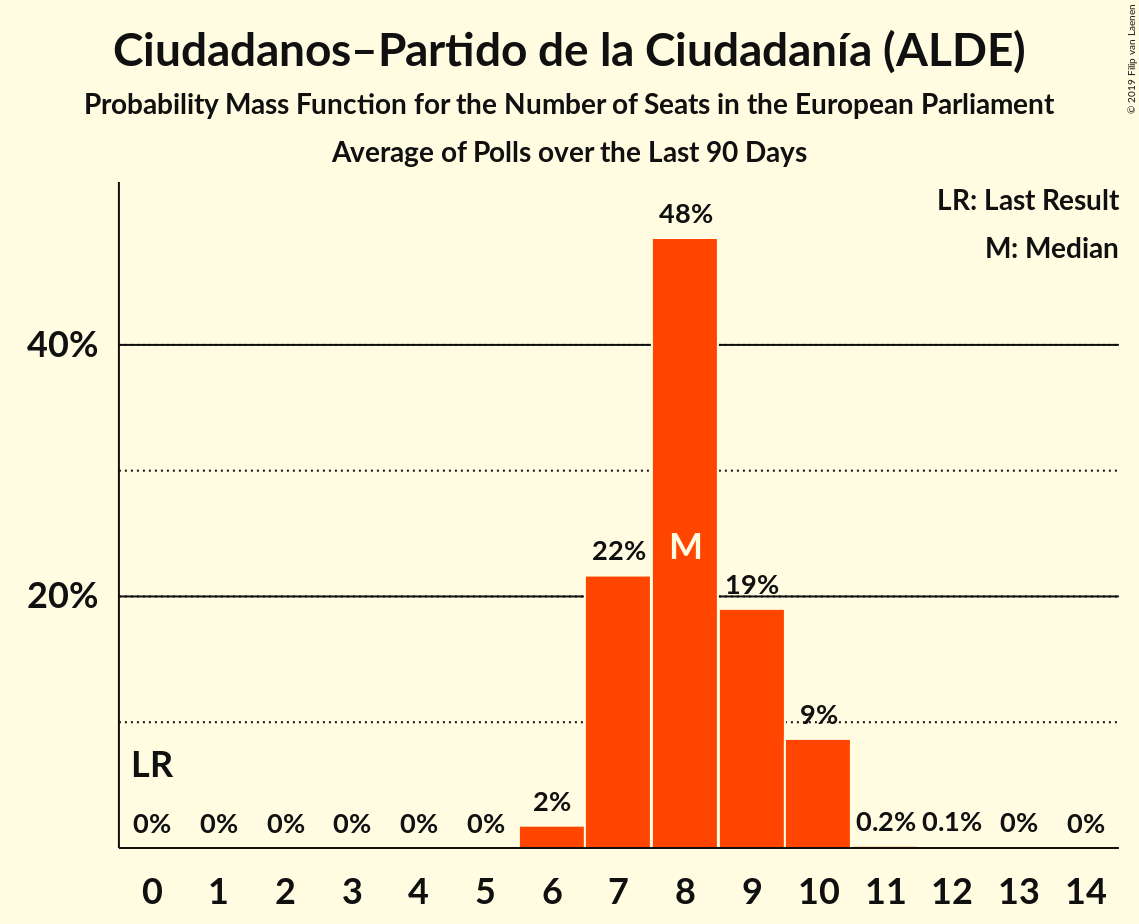 Ciudadanos–Partido de la Ciudadanía (ALDE)
Probability Mass Function for the Number of Seats in the European Parliament
Average of Polls over the Last 90 Days
© 2019 Filip van Laenen
LR: Last Result
M: Median
48%
40%
22%
M
19%
20%
9%
LR
2%
0% 0% 0% 0% 0% 0% 0.2% 0.1% 0% 0%
0 1 2 3 4 5 6 7 8 9 10 11 12 13 14